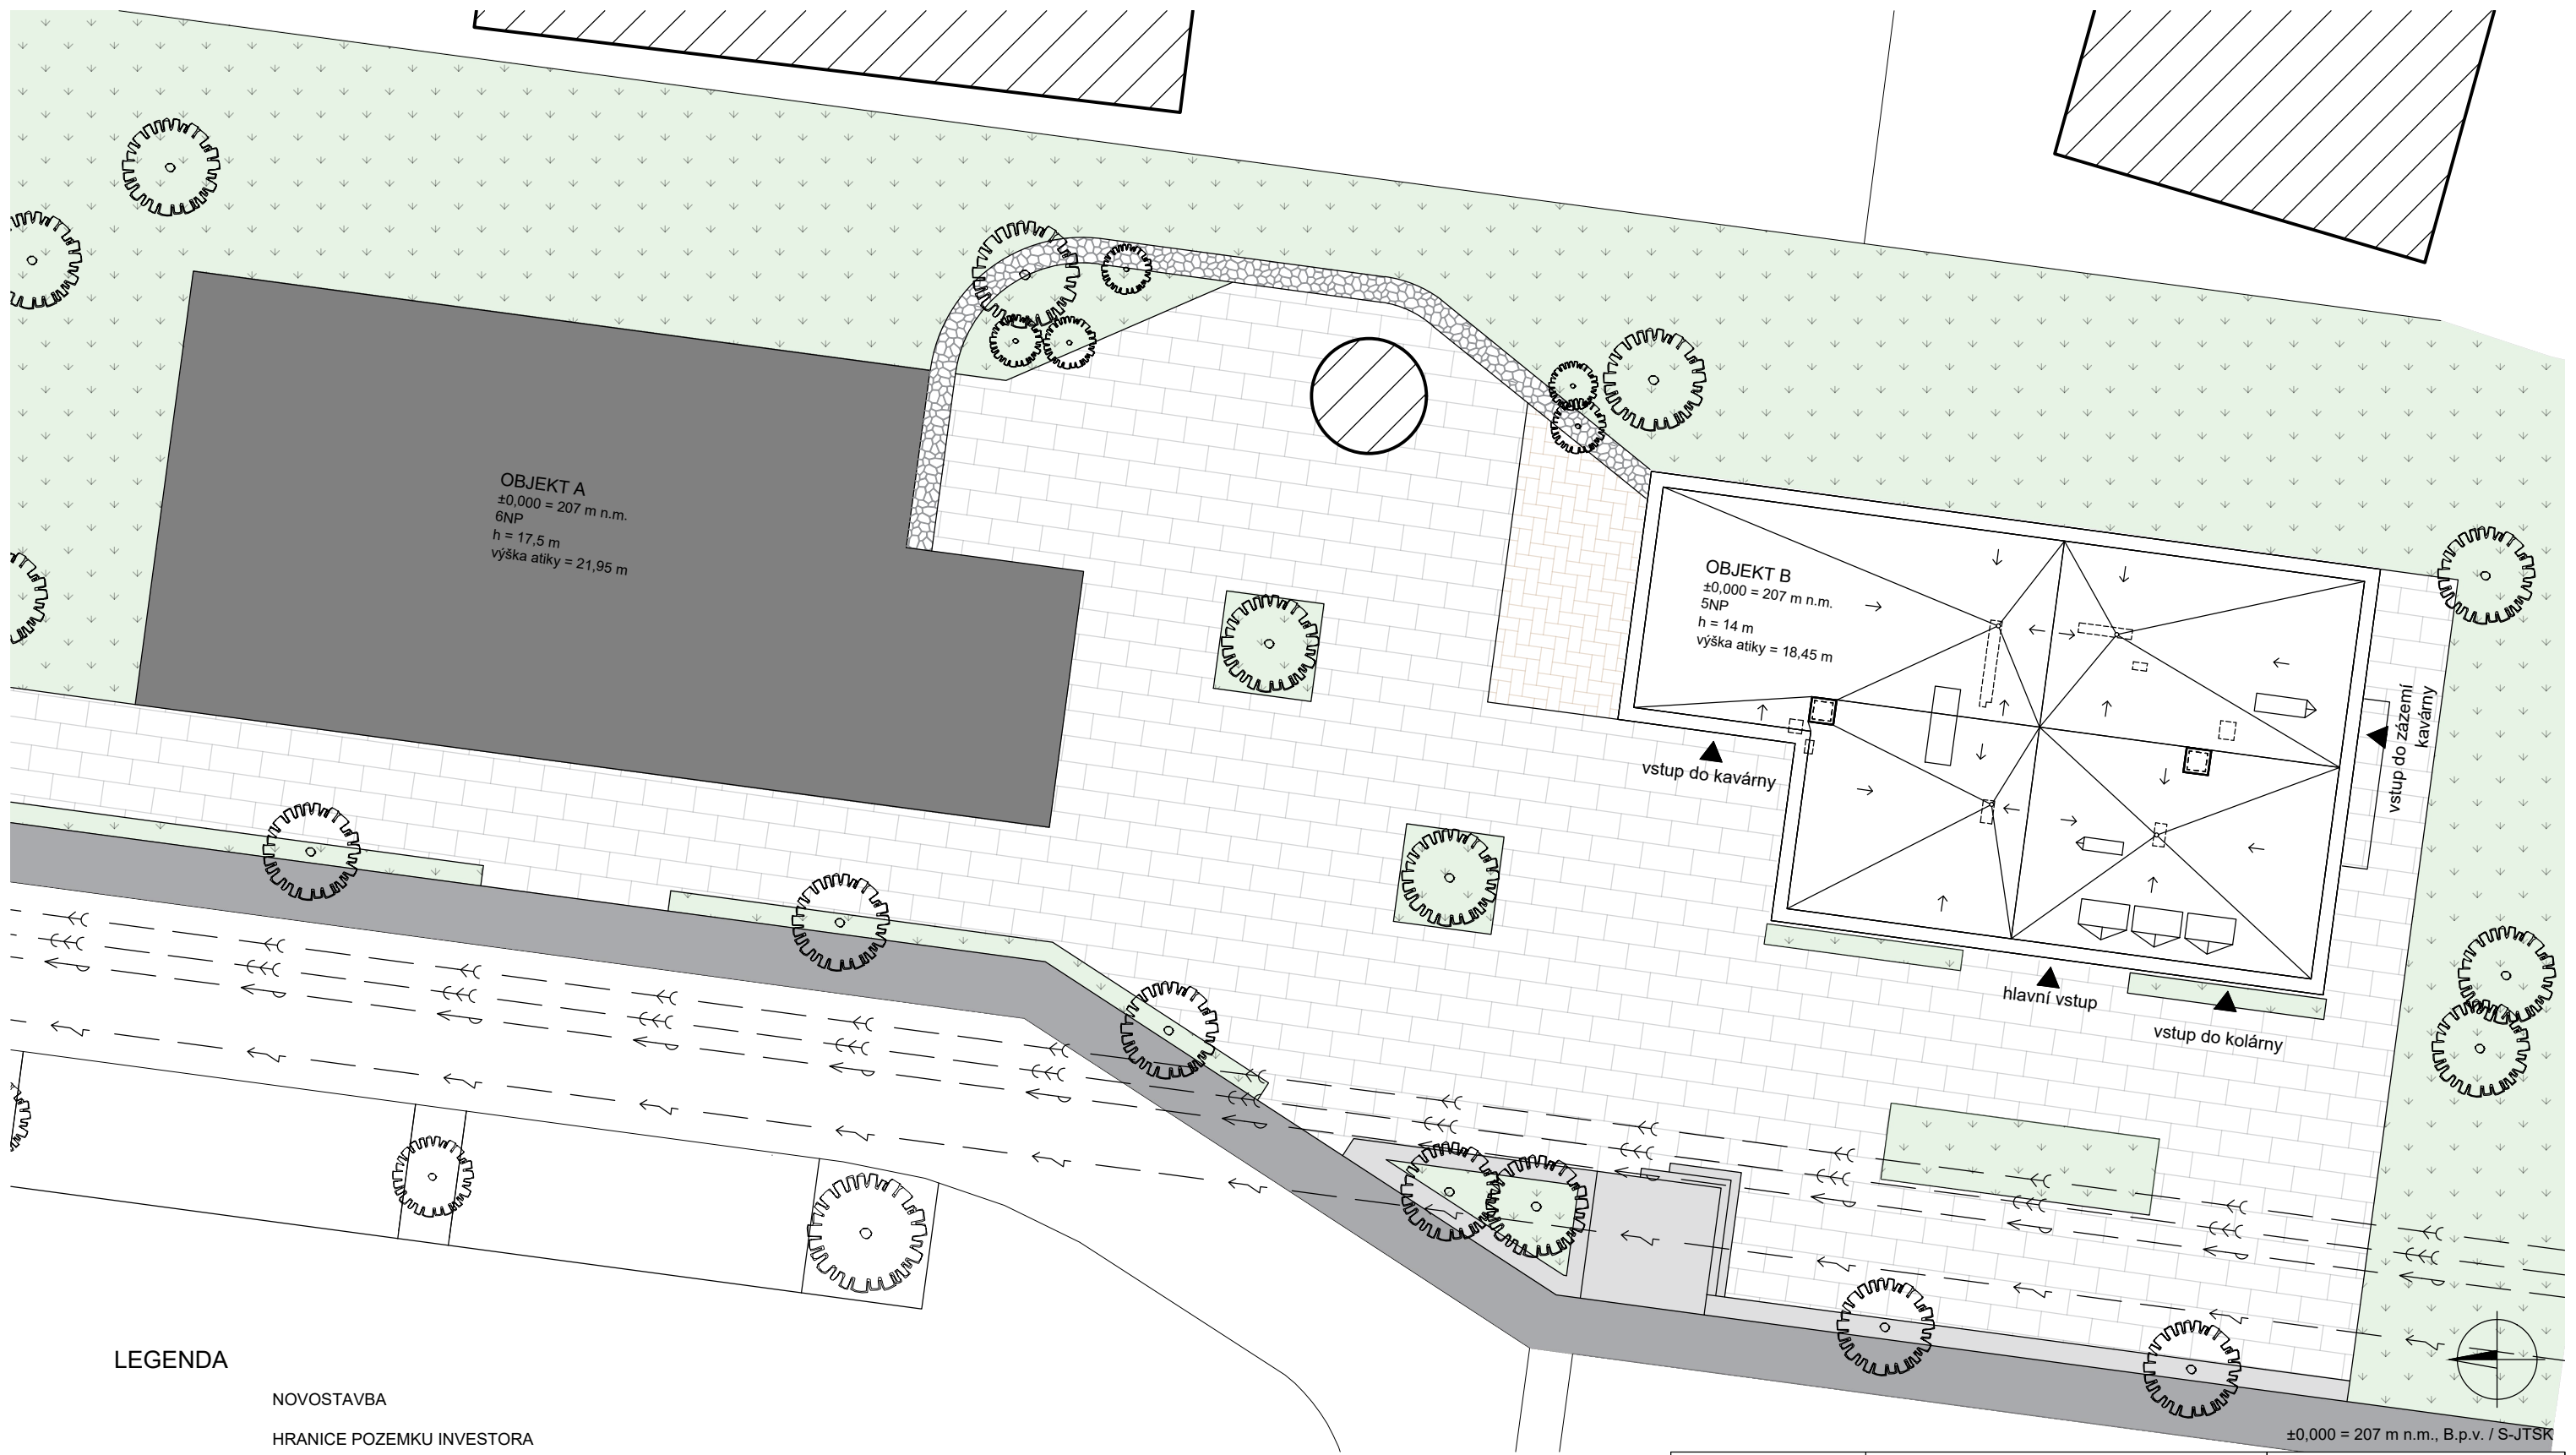 OBJEKT A
±0,000 = 207 m n.m.
6NP
h = 17,5 m
výška atiky = 21,95 m
OBJEKT B
±0,000 = 207 m n.m.
5NP
h = 14 m
výška atiky = 18,45 m
vstup do kavárny
vstup do zázemí
kavárny
hlavní vstup
vstup do kolárny
LEGENDA
NOVOSTAVBA
HRANICE POZEMKU INVESTORA
±0,000 = 207 m n.m., B.p.v. / S-JTSK